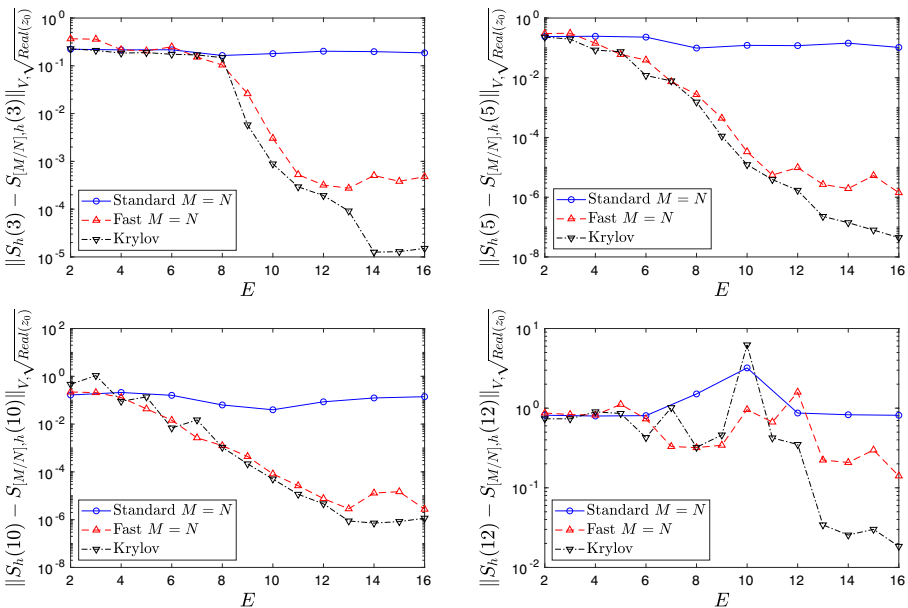 ‖S_h(3) − S_{[M/N],h}(3)‖_{V,√Real(z_0)}
10^0
10^-1
10^-2
10^-3
10^-4
10^-5
Standard M = N
Fast M = N
Krylov
2 4 6 8 10 12 14 16
E
‖S_h(5) − S_{[M/N],h}(5)‖_{V,√Real(z_0)}
10^0
10^-2
10^-4
10^-6
10^-8
Standard M = N
Fast M = N
Krylov
2 4 6 8 10 12 14 16
E
‖S_h(10) − S_{[M/N],h}(10)‖_{V,√Real(z_0)}
10^2
10^0
10^-2
10^-4
10^-6
10^-8
Standard M = N
Fast M = N
Krylov
2 4 6 8 10 12 14 16
E
‖S_h(12) − S_{[M/N],h}(12)‖_{V,√Real(z_0)}
10^1
10^0
10^-1
10^-2
Standard M = N
Fast M = N
Krylov
2 4 6 8 10 12 14 16
E